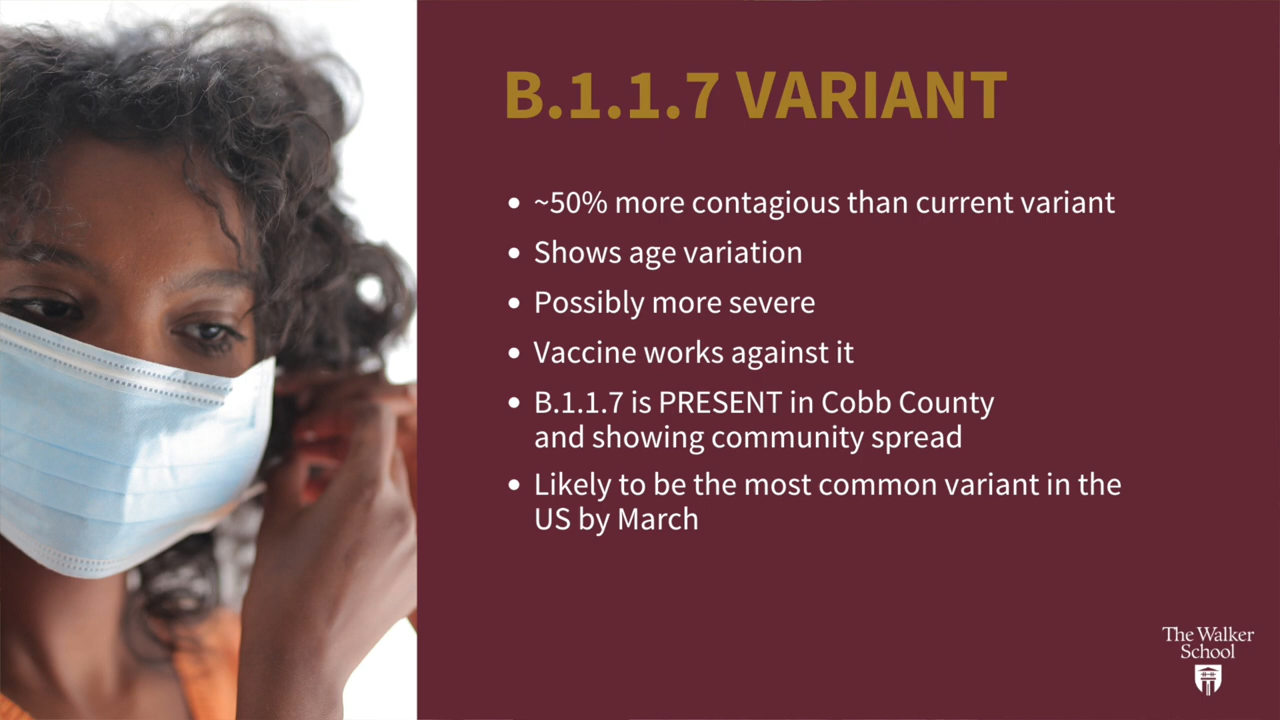 B.1.1.7 VARIANT
• ~50% more contagious than current variant
• Shows age variation
• Possibly more severe
• Vaccine works against it
• B.1.1.7 is PRESENT in Cobb County
and showing community spread
• Likely to be the most common variant in the
US by March
The Walker
School